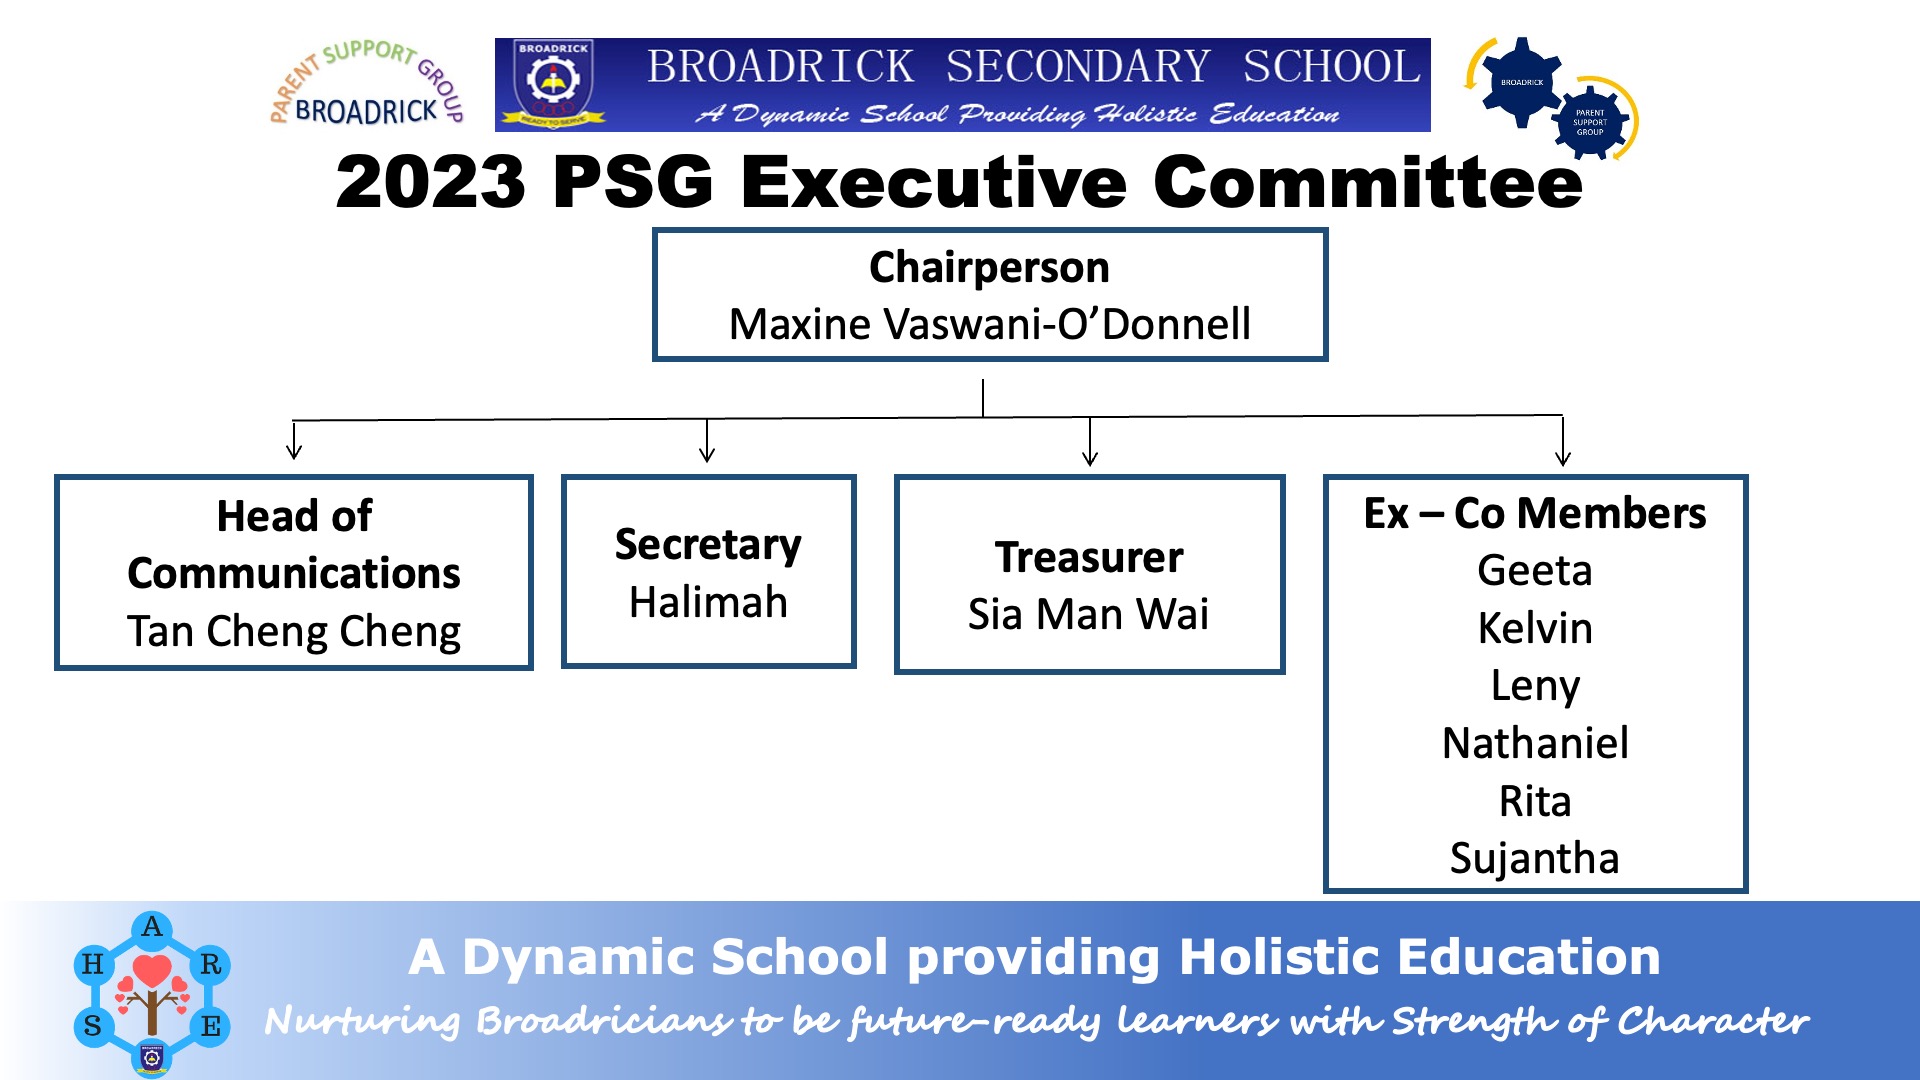 PARENT SUPPORT GROUP
BROADRICK
BROADRICK
READY TO SERVE
BROADRICK SECONDARY SCHOOL
A Dynamic School Providing Holistic Education
BROADRICK
PARENT
SUPPORT
GROUP
2023 PSG Executive Committee
Chairperson
Maxine Vaswani-O’Donnell
Head of
Communications
Tan Cheng Cheng
Secretary
Halimah
Treasurer
Sia Man Wai
Ex – Co Members
Geeta
Kelvin
Leny
Nathaniel
Rita
Sujantha
S
H
A
R
E
A Dynamic School providing Holistic Education
Nurturing Broadricians to be future-ready learners with Strength of Character